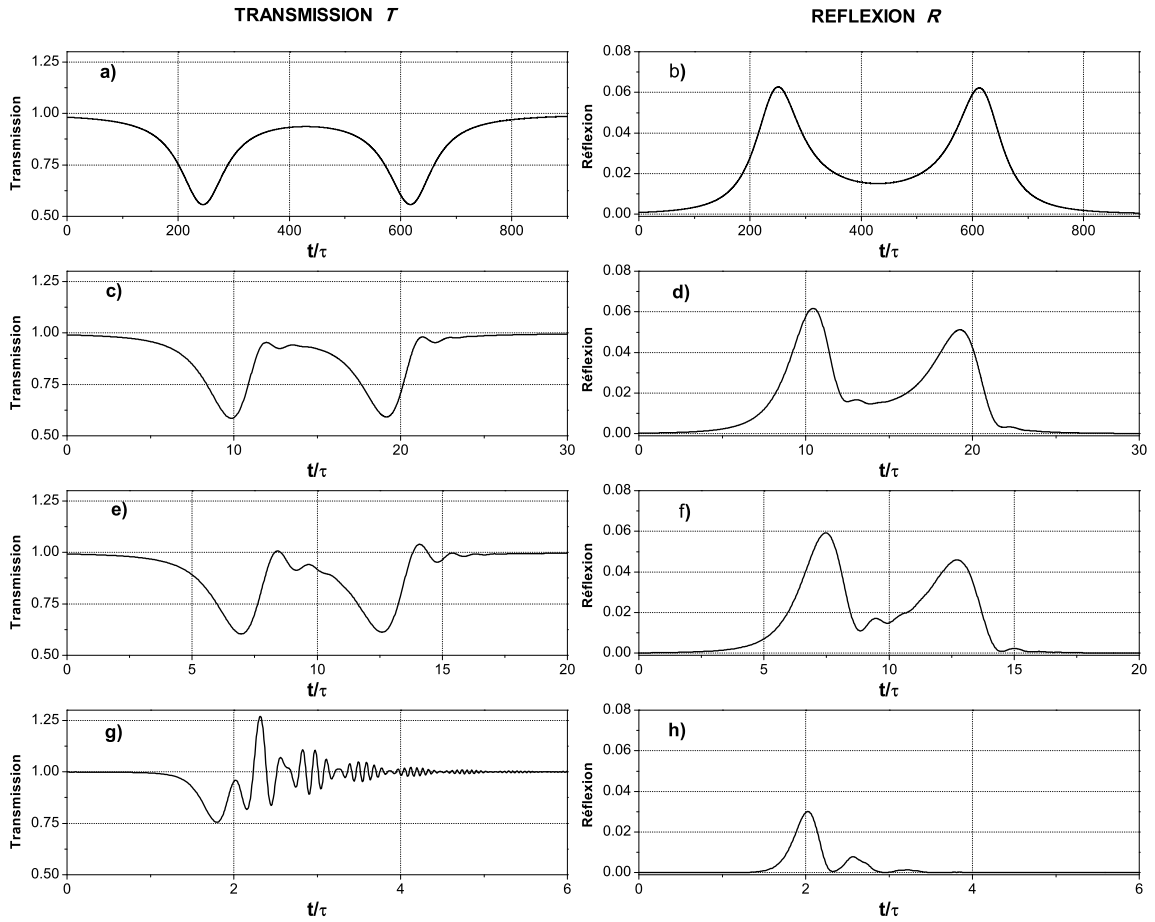 TRANSMISSION T
REFLEXION R
a)
Transmission
1.25
1.00
0.75
0.50
0 200 400 600 800
t/τ
b)
Réflexion
0.08
0.06
0.04
0.02
0.00
0 200 400 600 800
t/τ
c)
Transmission
1.25
1.00
0.75
0.50
0 10 20 30
t/τ
d)
Réflexion
0.08
0.06
0.04
0.02
0.00
0 10 20 30
t/τ
e)
Transmission
1.25
1.00
0.75
0.50
0 5 10 15 20
t/τ
f)
Réflexion
0.08
0.06
0.04
0.02
0.00
0 5 10 15 20
t/τ
g)
Transmission
1.25
1.00
0.75
0.50
0 2 4 6
t/τ
h)
Réflexion
0.08
0.06
0.04
0.02
0.00
0 2 4 6
t/τ